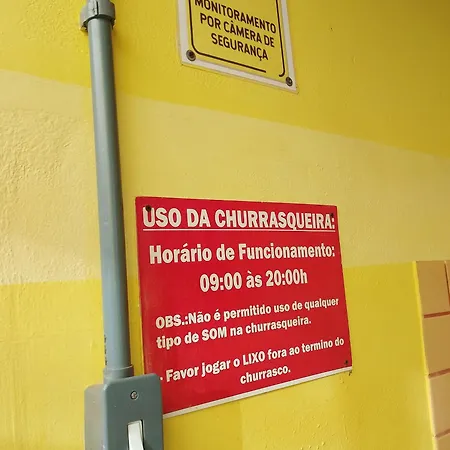 MONITORAMENTO
POR CÂMERA DE
SEGURANÇA
USO DA CHURRASQUEIRA:
Horário de Funcionamento:
09:00 às 20:00h
OBS.:Não é permitido uso de qualquer
tipo de SOM na churrasqueira.
- Favor jogar o LIXO fora ao termino do
churrasco.